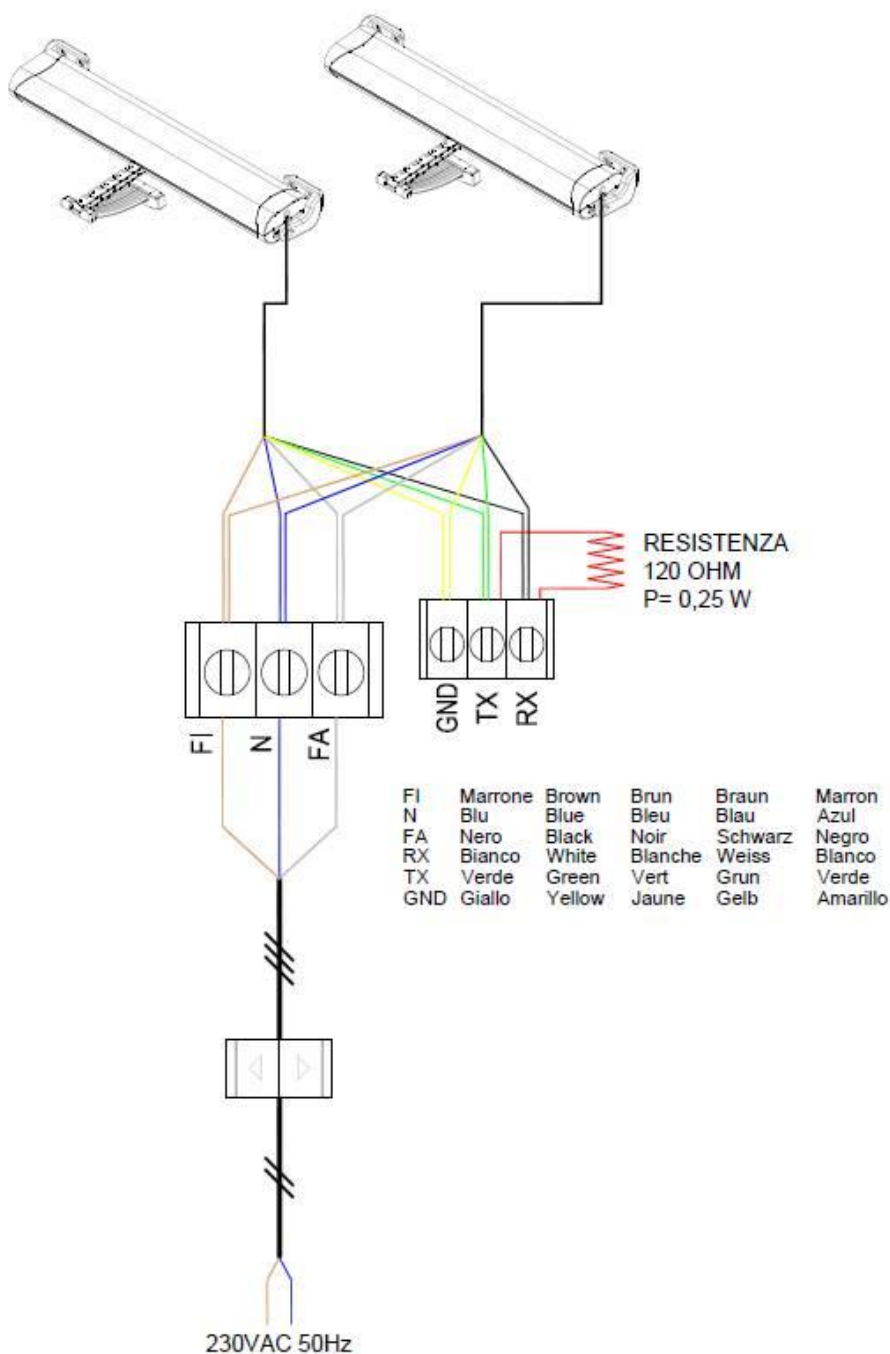 RESISTENZA
120 OHM
P= 0,25 W
GND
TX
RX
FI
N
FA
FI Marrone Brown Brun Braun Marron
N Blu Blue Bleu Blau Azul
FA Nero Black Noir Schwarz Negro
RX Bianco White Blanche Weiss Blanco
TX Verde Green Vert Grun Verde
GND Giallo Yellow Jaune Gelb Amarillo
230VAC 50Hz